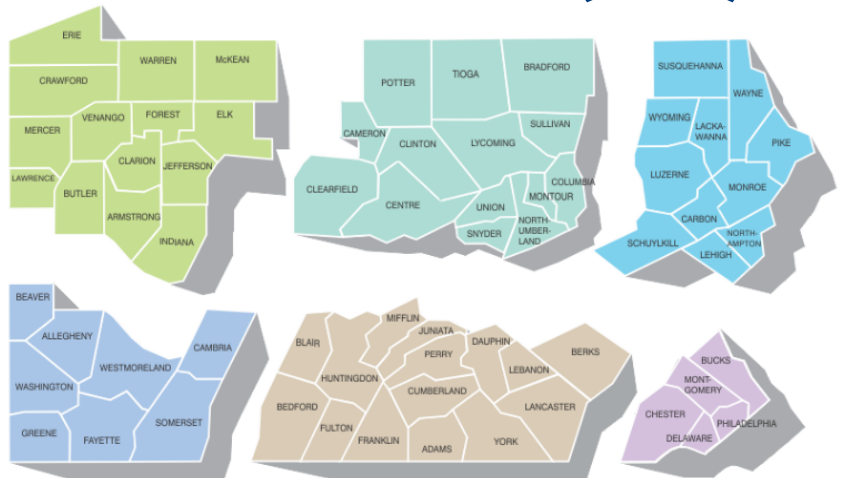 ERIE
WARREN
McKEAN
CRAWFORD
VENANGO
FOREST
ELK
MERCER
CLARION
JEFFERSON
LAWRENCE
BUTLER
ARMSTRONG
INDIANA
POTTER
TIOGA
BRADFORD
CAMERON
CLINTON
LYCOMING
SULLIVAN
CLEARFIELD
CENTRE
UNION
MONTOUR
COLUMBIA
SNYDER
NORTH-
UMBER-
LAND
SUSQUEHANNA
WAYNE
WYOMING
LACKA-
WANNA
PIKE
LUZERNE
MONROE
CARBON
SCHUYLKILL
NORTH-
AMPTON
LEHIGH
BEAVER
ALLEGHENY
WESTMORELAND
CAMBRIA
WASHINGTON
GREENE
FAYETTE
SOMERSET
MIFFLIN
BLAIR
JUNIATA
DAUPHIN
PERRY
BERKS
HUNTINGDON
LEBANON
CUMBERLAND
BEDFORD
LANCASTER
FULTON
FRANKLIN
ADAMS
YORK
BUCKS
MONT-
GOMERY
CHESTER
PHILADELPHIA
DELAWARE